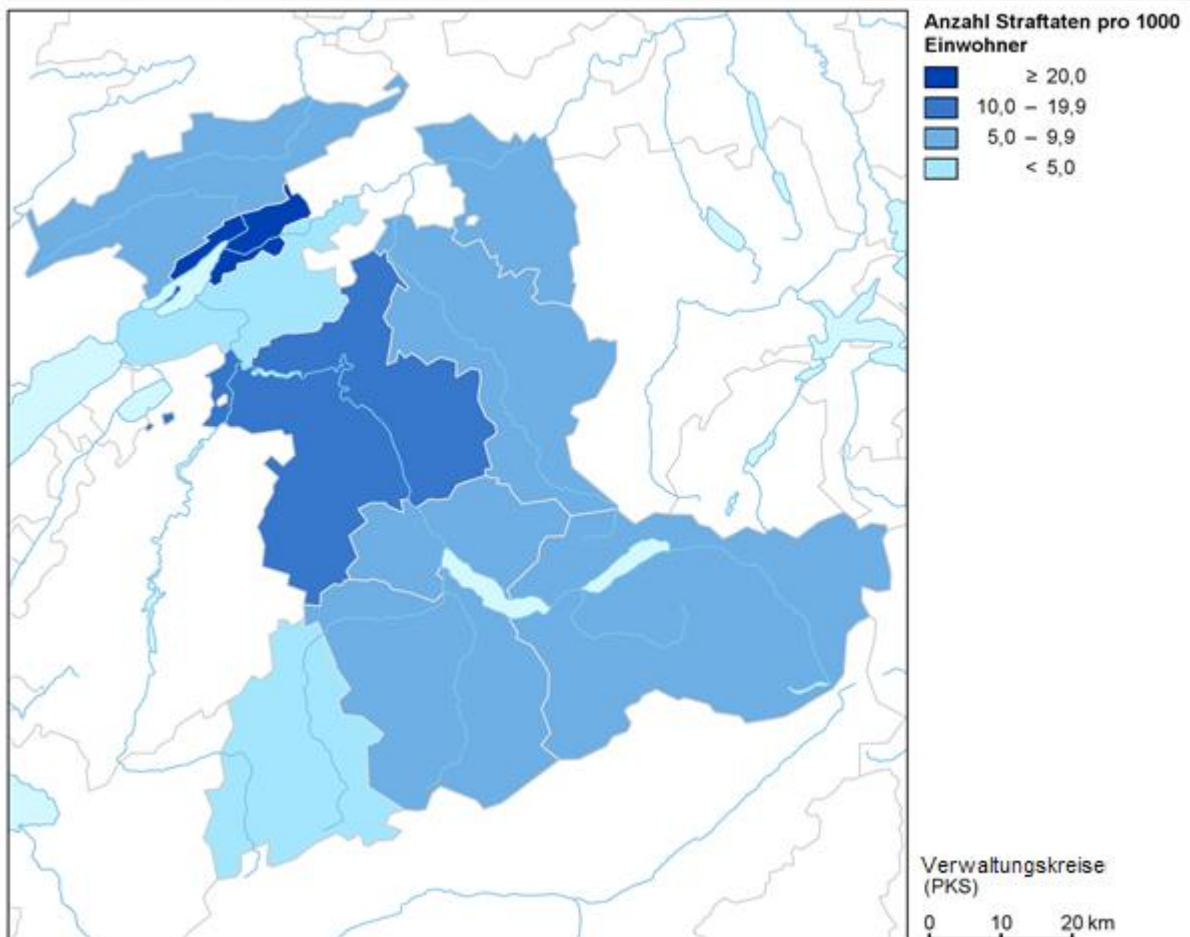 Anzahl Straftaten pro 1000
Einwohner
≥ 20,0
10,0 – 19,9
5,0 – 9,9
< 5,0
Verwaltungskreise
(PKS)
0 10 20 km